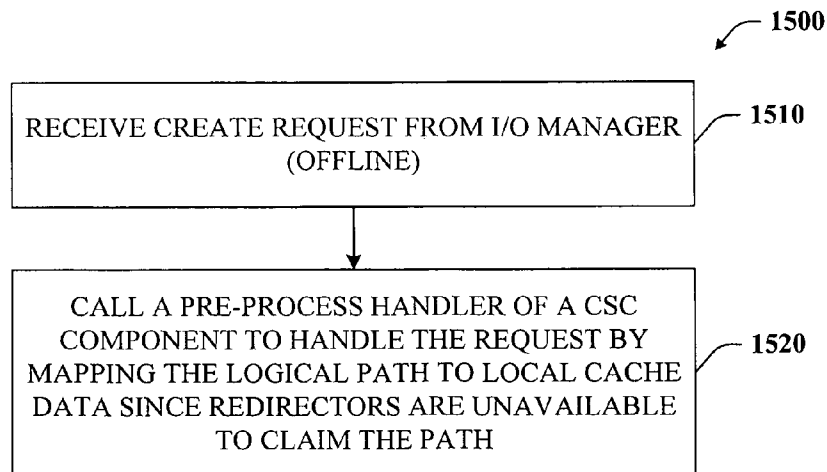 1500
RECEIVE CREATE REQUEST FROM I/O MANAGER
(OFFLINE)
1510
CALL A PRE-PROCESS HANDLER OF A CSC
COMPONENT TO HANDLE THE REQUEST BY
MAPPING THE LOGICAL PATH TO LOCAL CACHE
DATA SINCE REDIRECTORS ARE UNAVAILABLE
TO CLAIM THE PATH
1520